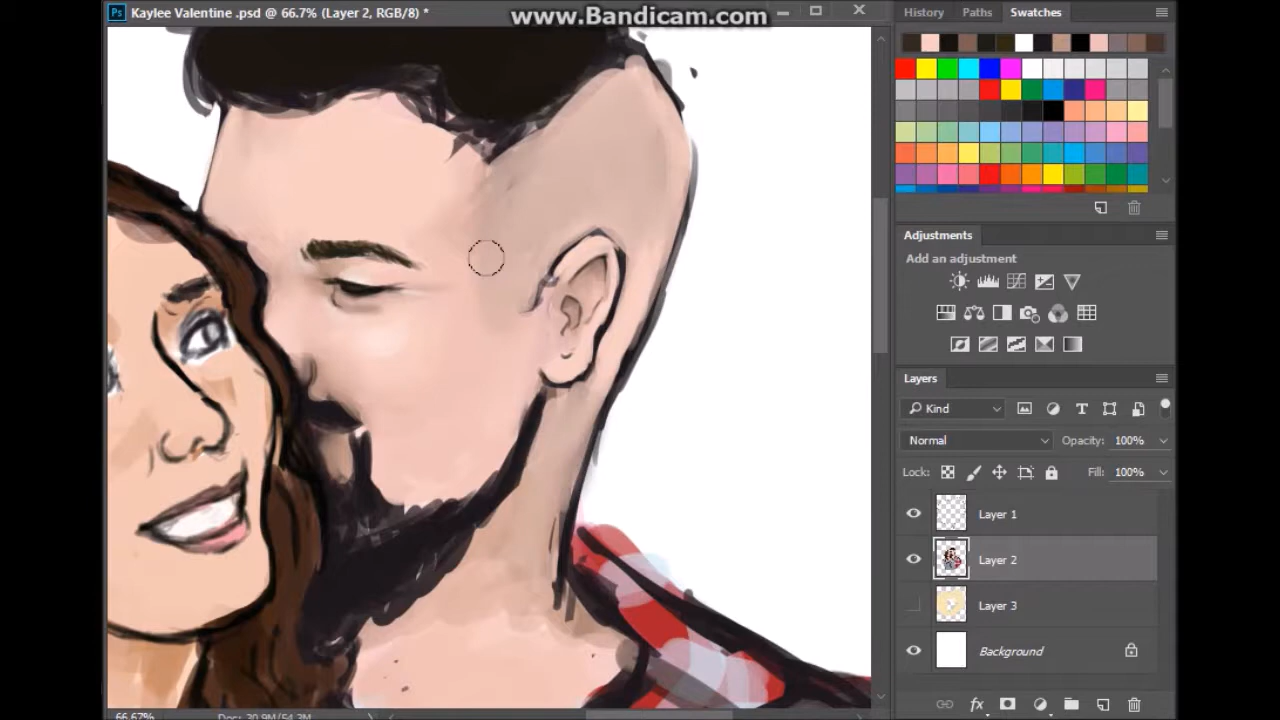 Ps Kaylee Valentine .psd @ 66.7% (Layer 2, RGB/8) *
www.Bandicam.com
History Paths Swatches
Adjustments
Add an adjustment
Layers
Kind
Normal Opacity: 100%
Lock: Fill: 100%
Layer 1
Layer 2
Layer 3
Background
fx
66.67% Doc: 30.9M/54.3M